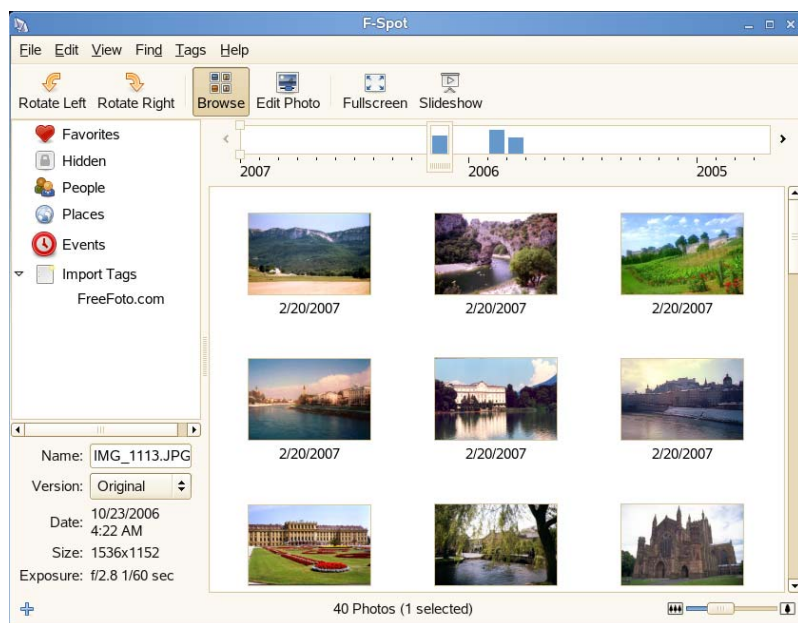 F-Spot
File Edit View Find Tags Help
Rotate Left Rotate Right Browse Edit Photo Fullscreen Slideshow
Favorites
Hidden
People
Places
Events
Import Tags
FreeFoto.com
Name: IMG_1113.JPG
Version: Original
Date: 10/23/2006
4:22 AM
Size: 1536x1152
Exposure: f/2.8 1/60 sec
2007 2006 2005
2/20/2007 2/20/2007 2/20/2007
2/20/2007 2/20/2007 2/20/2007
40 Photos (1 selected)